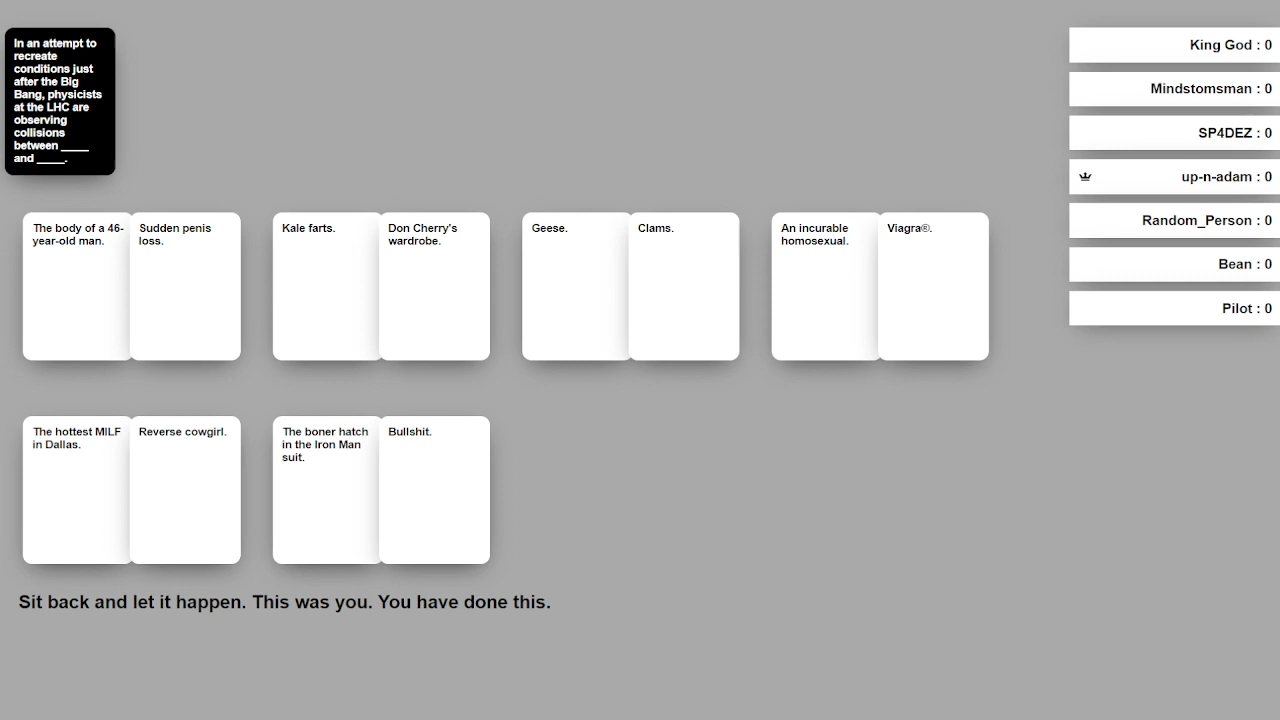 In an attempt to
recreate
conditions just
after the Big
Bang, physicists
at the LHC are
observing
collisions
between _____
and _____.
King God : 0
Mindstomsman : 0
SP4DEZ : 0
up-n-adam : 0
Random_Person : 0
Bean : 0
Pilot : 0
The body of a 46-
year-old man.
Sudden penis
loss.
Kale farts.
Don Cherry's
wardrobe.
Geese.
Clams.
An incurable
homosexual.
Viagra®.
The hottest MILF
in Dallas.
Reverse cowgirl.
The boner hatch
in the Iron Man
suit.
Bullshit.
Sit back and let it happen. This was you. You have done this.